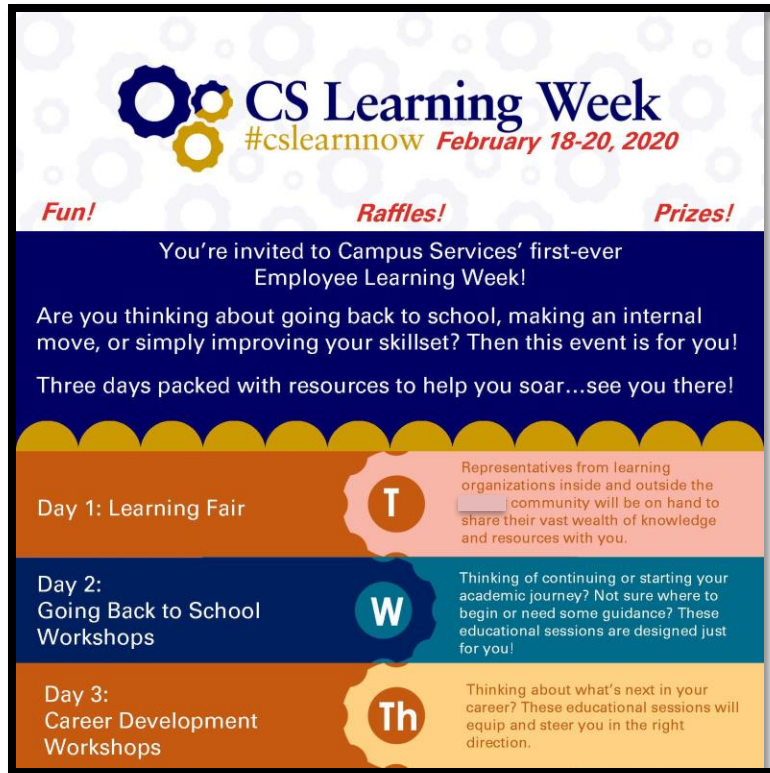 CS Learning Week
#cslearnnow February 18-20, 2020
Fun! Raffles! Prizes!
You're invited to Campus Services' first-ever
Employee Learning Week!
Are you thinking about going back to school, making an internal
move, or simply improving your skillset? Then this event is for you!
Three days packed with resources to help you soar...see you there!
Day 1: Learning Fair
T
Representatives from learning
organizations inside and outside the
community will be on hand to
share their vast wealth of knowledge
and resources with you.
Day 2:
Going Back to School
Workshops
W
Thinking of continuing or starting your
academic journey? Not sure where to
begin or need some guidance? These
educational sessions are designed just
for you!
Day 3:
Career Development
Workshops
Th
Thinking about what's next in your
career? These educational sessions will
equip and steer you in the right
direction.